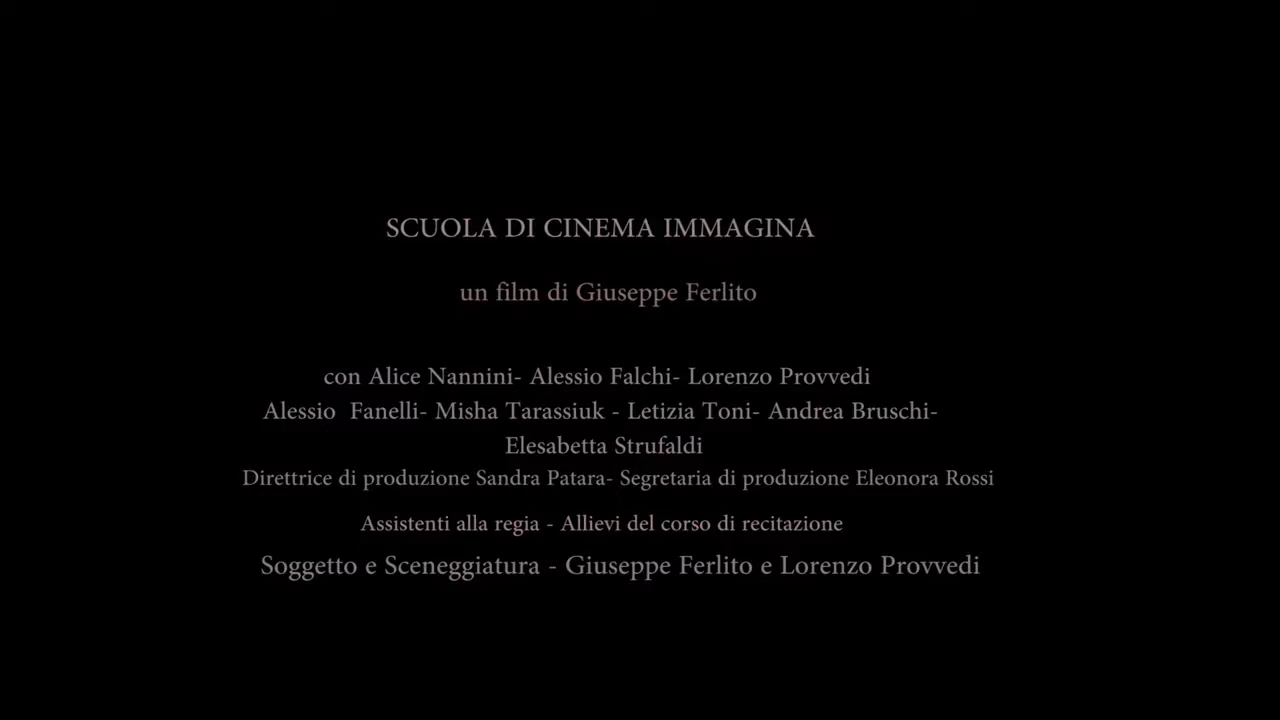 SCUOLA DI CINEMA IMMAGINA
un film di Giuseppe Ferlito
con Alice Nannini- Alessio Falchi- Lorenzo Provvedi
Alessio  Fanelli- Misha Tarassiuk - Letizia Toni- Andrea Bruschi-
Elesabetta Strufaldi
Direttrice di produzione Sandra Patara- Segretaria di produzione Eleonora Rossi
Assistenti alla regia - Allievi del corso di recitazione
Soggetto e Sceneggiatura - Giuseppe Ferlito e Lorenzo Provvedi